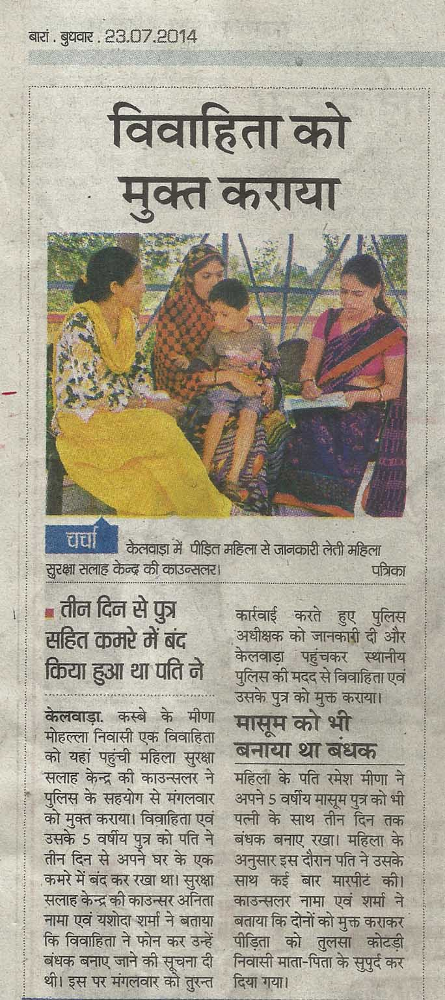 बारां . बुधवार . 23.07.2014
विवाहिता को
मुक्त कराया
चर्चा
केलवाड़ा में पीड़ित महिला से जानकारी लेती महिला
सुरक्षा सलाह केन्द्र की काउन्सलर। पत्रिका
तीन दिन से पुत्र
सहित कमरे में बंद
किया हुआ था पति ने
केलवाड़ा. कस्बे के मीणा
मोहल्ला निवासी एक विवाहिता
को यहां पहुंची महिला सुरक्षा
सलाह केन्द्र की काउन्सलर ने
पुलिस के सहयोग से मंगलवार
को मुक्त कराया। विवाहिता एवं
उसके 5 वर्षीय पुत्र को पति ने
तीन दिन से अपने घर के एक
कमरे में बंद कर रखा था। सुरक्षा
सलाह केन्द्र की काउन्सर अनिता
नामा एवं यशोदा शर्मा ने बताया
कि विवाहिता ने फोन कर उन्हें
बंधक बनाए जाने की सूचना दी
थी। इस पर मंगलवार को तुरन्त
कार्रवाई करते हुए पुलिस
अधीक्षक को जानकारी दी और
केलवाड़ा पहुंचकर स्थानीय
पुलिस की मदद से विवाहिता एवं
उसके पुत्र को मुक्त कराया।
मासूम को भी
बनाया था बंधक
महिला के पति रमेश मीणा ने
अपने 5 वर्षीय मासूम पुत्र को भी
पत्नी के साथ तीन दिन तक
बंधक बनाए रखा। महिला के
अनुसार इस दौरान पति ने उसके
साथ कई बार मारपीट की।
काउन्सलर नामा एवं शर्मा ने
बताया कि दोनों को मुक्त कराकर
पीड़िता को तुलसा कोटड़ी
निवासी माता-पिता के सुपुर्द कर
दिया गया।